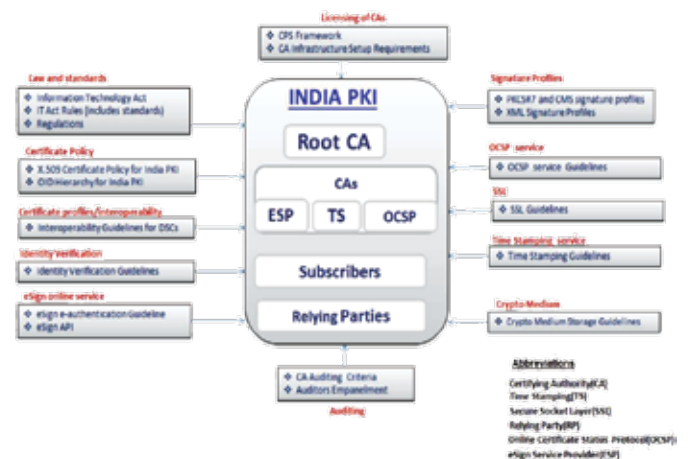 Licensing of CAs
❖ CPS Framework
❖ CA Infrastructure Setup Requirements
Law and standards
❖ Information Technology Act
❖ IT Act Rules (includes standards)
❖ Regulations
Certificate Policy
❖ X.509 Certificate Policy for India PKI
❖ OID Hierarchy for India PKI
Certificate profiles/interoperability
❖ Interoperability Guidelines for DSCs
Identity Verification
❖ Identity Verification Guidelines
eSign online service
❖ eSign e-authentication Guideline
❖ eSign API
INDIA PKI
Root CA
CAs
ESP TS OCSP
Subscribers
Relying Parties
Signature Profiles
❖ PKCS#7 and CMS signature profiles
❖ XML Signature Profiles
OCSP service
❖ OCSP service Guidelines
SSL
❖ SSL Guidelines
Time Stamping service
❖ Time Stamping Guidelines
Crypto Medium
❖ Crypto Medium Storage Guidelines
❖ CA Auditing Criteria
❖ Auditors Empanelment
Auditing
Abbreviations
Certifying Authority(CA)
Time Stamping(TS)
Secure Socket Layer(SSL)
Relying Party(RP)
Online Certificate Status Protocol(OCSP)
eSign Service Provider(ESP)